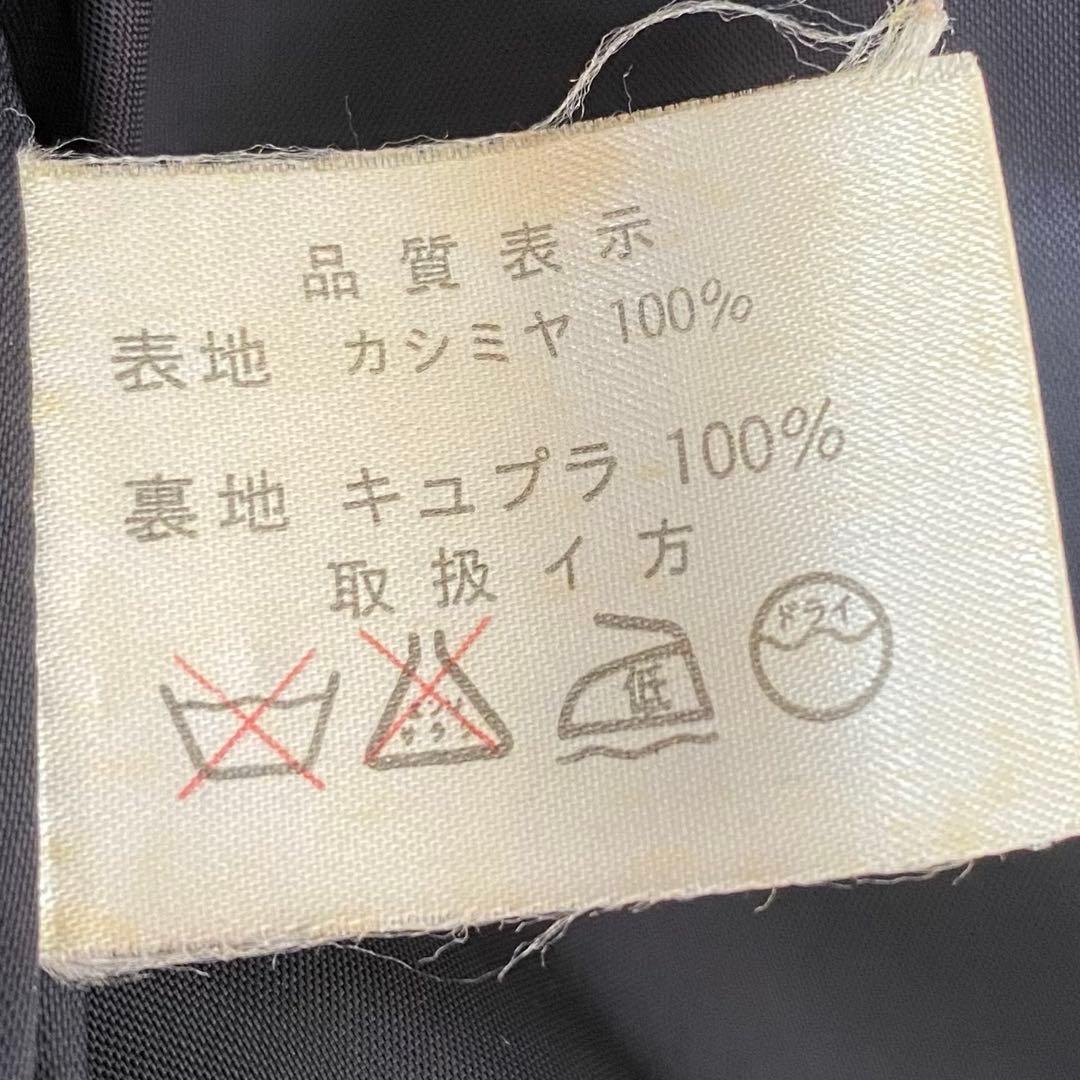 品質表示
表地 カシミヤ 100%
裏地 キュプラ 100%
取扱イ方
低 ドライ